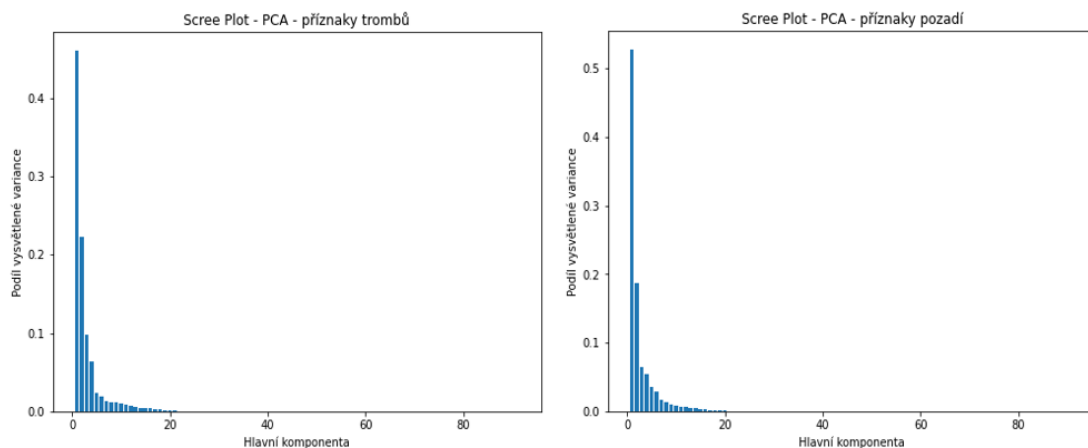 Scree Plot - PCA - příznaky trombů
Podíl vysvětlené variance
0.4
0.3
0.2
0.1
0.0
0 20 40 60 80
Hlavní komponenta
Scree Plot - PCA - příznaky pozadí
Podíl vysvětlené variance
0.5
0.4
0.3
0.2
0.1
0.0
0 20 40 60 80
Hlavní komponenta